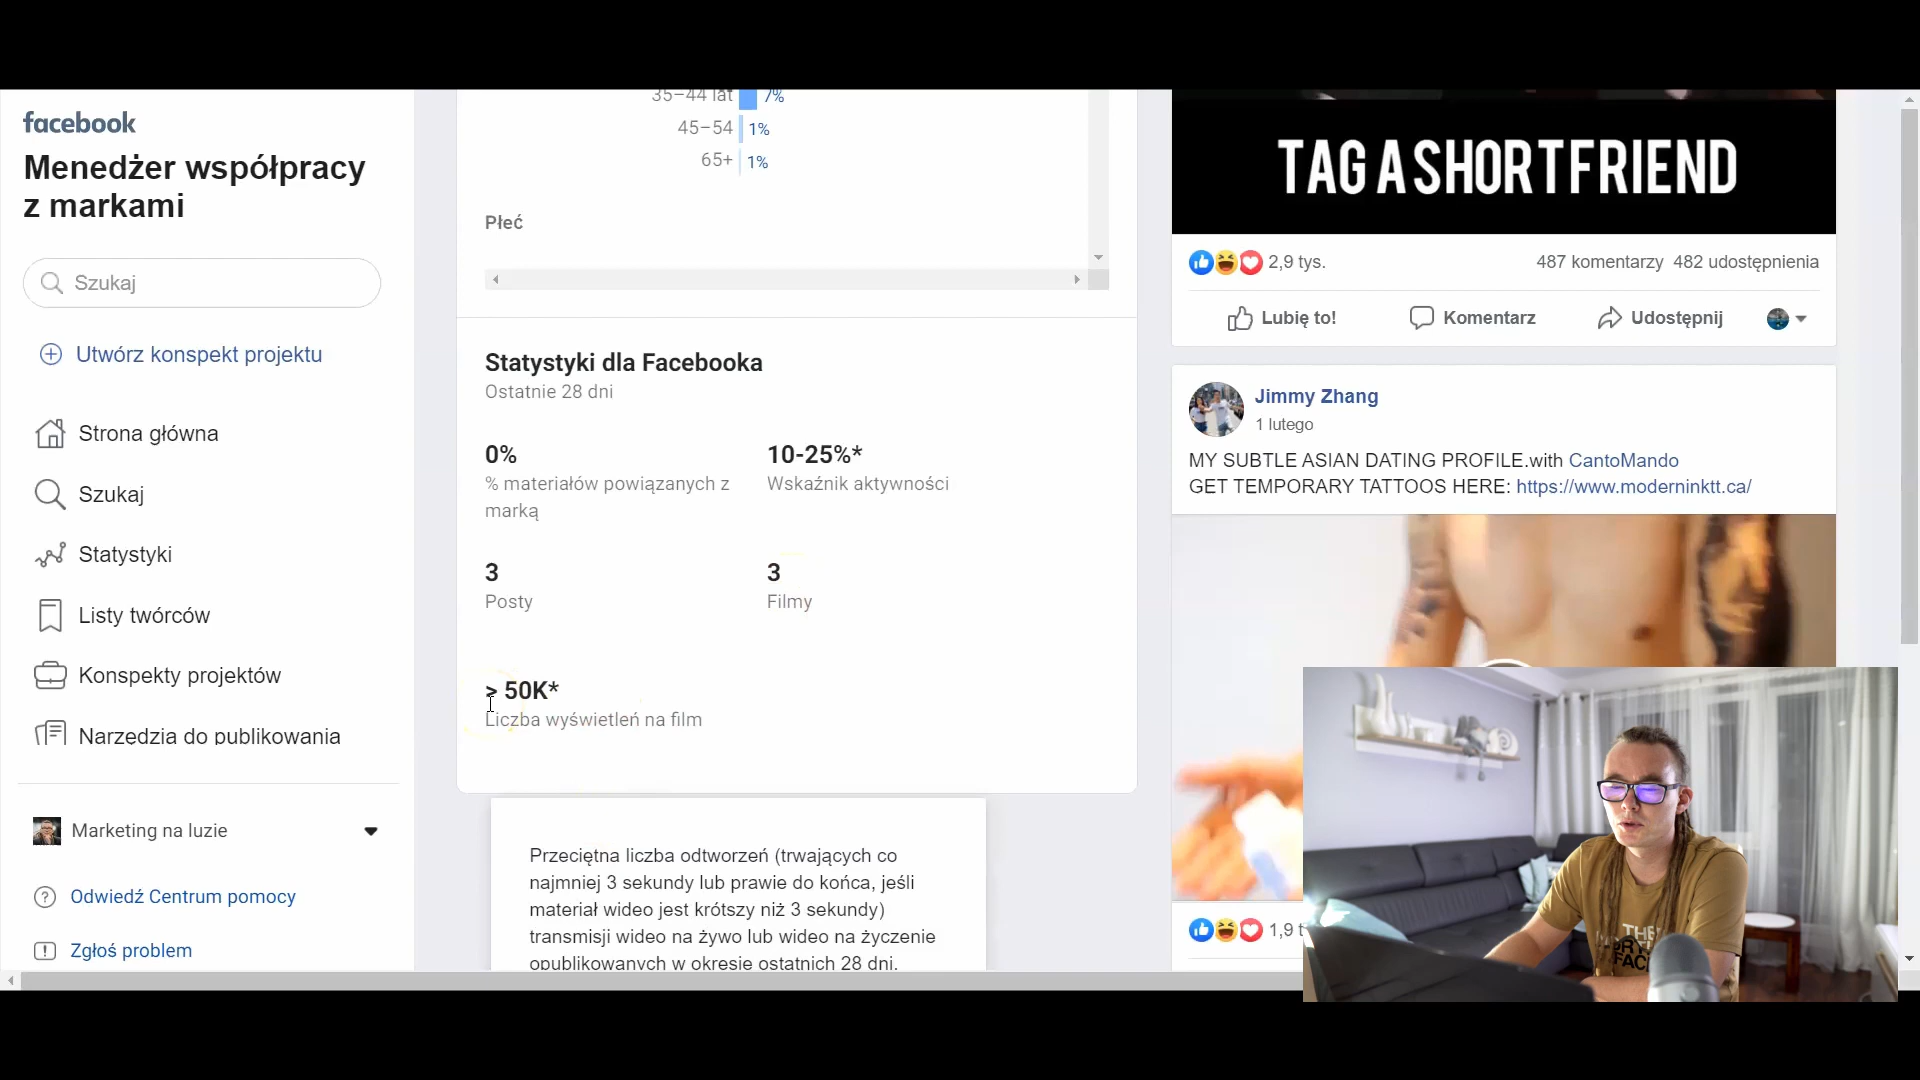 facebook
Menedżer współpracy
z markami
Szukaj
Utwórz konspekt projektu
Strona główna
Szukaj
Statystyki
Listy twórców
Konspekty projektów
Narzędzia do publikowania
Marketing na luzie
Odwiedź Centrum pomocy
Zgłoś problem
35–44 lat 7%
45–54 1%
65+ 1%
Płeć
Statystyki dla Facebooka
Ostatnie 28 dni
0%
% materiałów powiązanych z
marką
10-25%*
Wskaźnik aktywności
3
Posty
3
Filmy
> 50K*
Liczba wyświetleń na film
Przeciętna liczba odtworzeń (trwających co
najmniej 3 sekundy lub prawie do końca, jeśli
materiał wideo jest krótszy niż 3 sekundy)
transmisji wideo na żywo lub wideo na życzenie
opublikowanych w okresie ostatnich 28 dni.
TAG A SHORT FRIEND
2,9 tys.
487 komentarzy 482 udostępnienia
Lubię to! Komentarz Udostępnij
Jimmy Zhang
1 lutego
MY SUBTLE ASIAN DATING PROFILE.with CantoMando
GET TEMPORARY TATTOOS HERE: https://www.moderninktt.ca/
1,9 t
THE